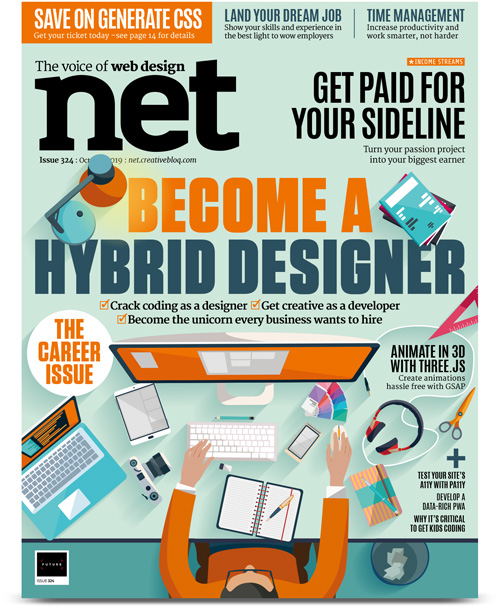 SAVE ON GENERATE CSS
Get your ticket today –see page 14 for details
LAND YOUR DREAM JOB
Show your skills and experience in
the best light to wow employers
TIME MANAGEMENT
Increase productivity and
work smarter, not harder
The voice of web design
net
Issue 324 : Oct 2019 : net.creativebloq.com
★INCOME STREAMS
GET PAID FOR
YOUR SIDELINE
Turn your passion project
into your biggest earner
BECOME A
HYBRID DESIGNER
Crack coding as a designer
Get creative as a developer
Become the unicorn every business wants to hire
THE
CAREER
ISSUE
ANIMATE IN 3D
WITH THREE.JS
Create animations
hassle free with GSAP
+
TEST YOUR SITE'S
A11Y WITH PA11Y
DEVELOP A
DATA-RICH PWA
WHY IT'S CRITICAL
TO GET KIDS CODING
FUTURE
ISSUE 324